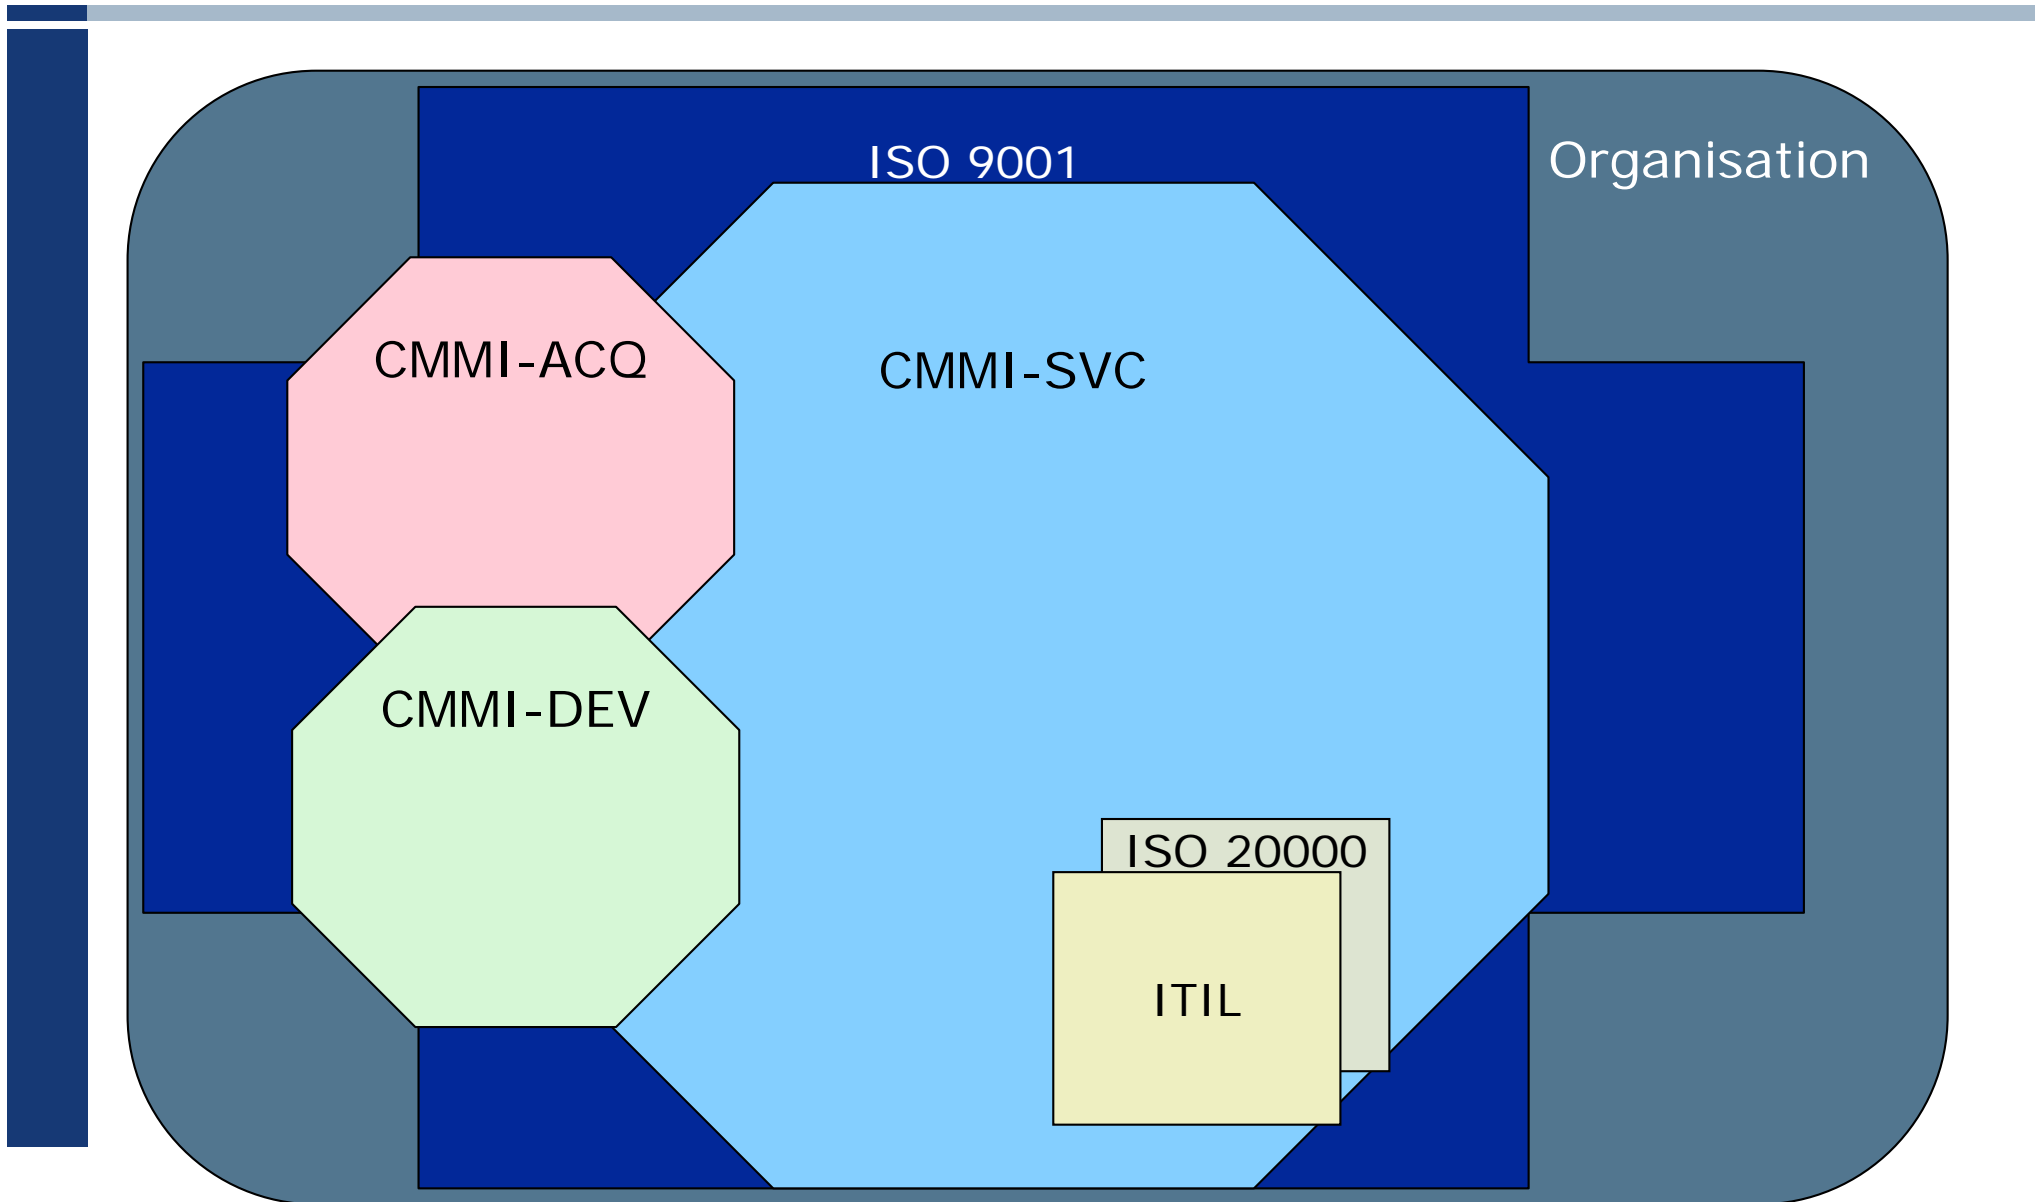 ISO 9001
Organisation
CMMI-ACQ
CMMI-SVC
CMMI-DEV
ISO 20000
ITIL